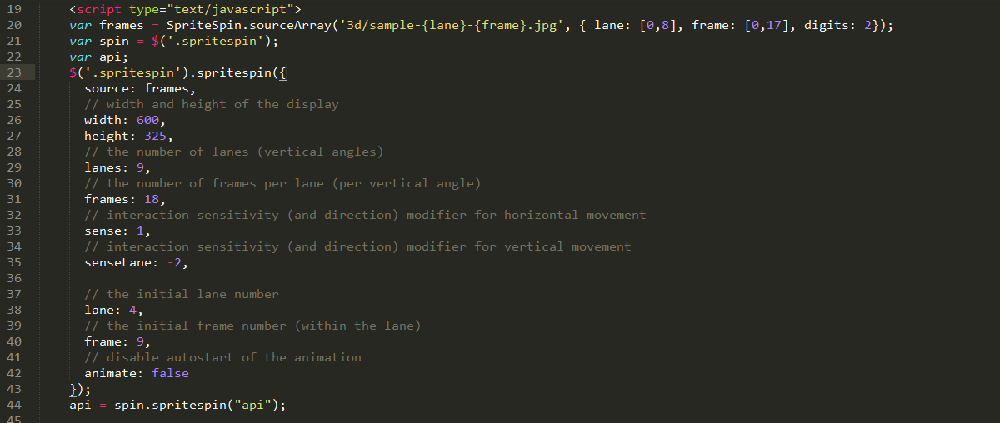 19 <script type="text/javascript">
20 var frames = SpriteSpin.sourceArray('3d/sample-{lane}-{frame}.jpg', { lane: [0,8], frame: [0,17], digits: 2});
21 var spin = $('.spritespin');
22 var api;
23 $('.spritespin').spritespin({
24 source: frames,
25 // width and height of the display
26 width: 600,
27 height: 325,
28 // the number of lanes (vertical angles)
29 lanes: 9,
30 // the number of frames per lane (per vertical angle)
31 frames: 18,
32 // interaction sensitivity (and direction) modifier for horizontal movement
33 sense: 1,
34 // interaction sensitivity (and direction) modifier for vertical movement
35 senseLane: -2,
36
37 // the initial lane number
38 lane: 4,
39 // the initial frame number (within the lane)
40 frame: 9,
41 // disable autostart of the animation
42 animate: false
43 });
44 api = spin.spritespin("api");
45